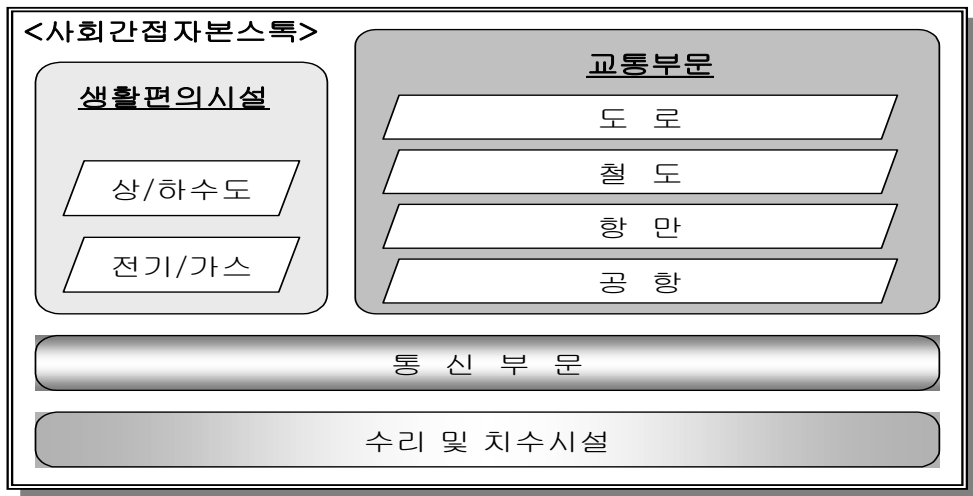 <사회간접자본스톡>
생활편의시설
상/하수도
전기/가스
교통부문
도 로
철 도
항 만
공 항
통 신 부 문
수리 및 치수시설